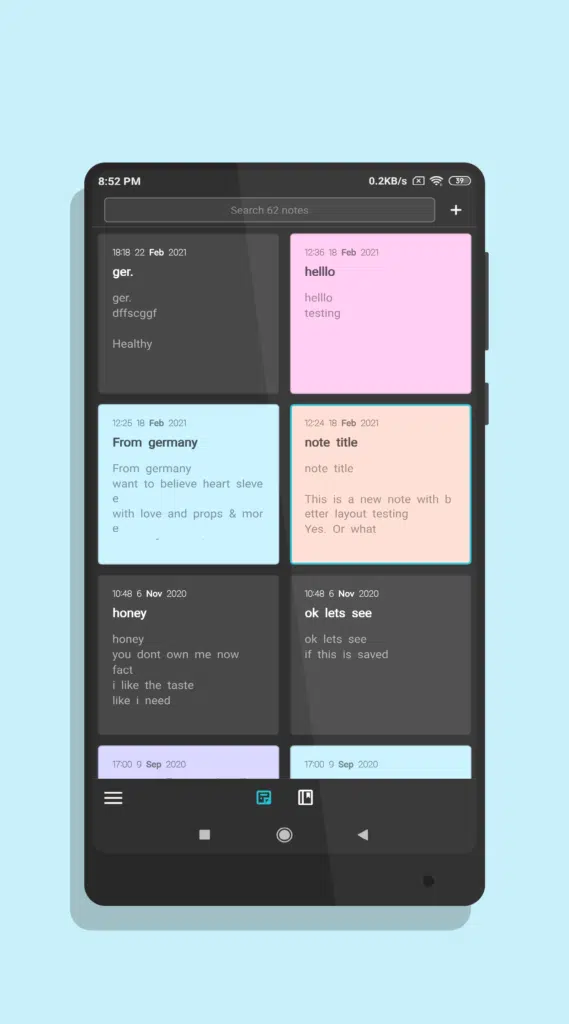 8:52 PM
0.2KB/s
39
Search 62 notes
18:18 22 Feb 2021
ger.
ger.
dffscggf
Healthy
12:36 18 Feb 2021
helllo
helllo
testing
12:25 18 Feb 2021
From germany
From germany
want to believe heart sleve
e
with love and props & mor
e
12:24 18 Feb 2021
note title
note title
This is a new note with b
etter layout testing
Yes. Or what
10:48 6 Nov 2020
honey
honey
you dont own me now
fact
i like the taste
like i need
10:48 6 Nov 2020
ok lets see
ok lets see
if this is saved
17:00 9 Sep 2020
17:00 9 Sep 2020